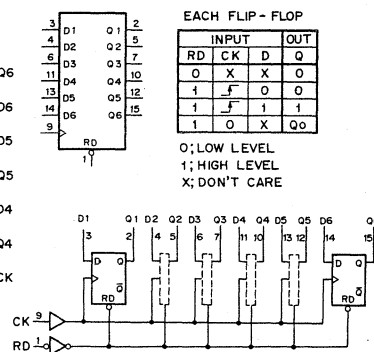 EACH FLIP-FLOP
3 D1 Q1 2
4 D2 Q2 5
6 D3 Q3 7
11 D4 Q4 10
13 D5 Q5 12
14 D6 Q6 15
9
RD
1
INPUT OUT
RD CK D Q
0 X X 0
1 0 0
1 1 1
1 0 X Qo
0; LOW LEVEL
1; HIGH LEVEL
X; DON'T CARE
Q6
D6
D5
Q5
D4
Q4
CK
D1 Q1 D2 Q2 D3 Q3 D4 Q4 D5 Q5 D6
3 2 4 5 6 7 11 10 13 12 14 15
D Q
Q̅
RD
D Q
Q̅
RD
CK 9
RD 1